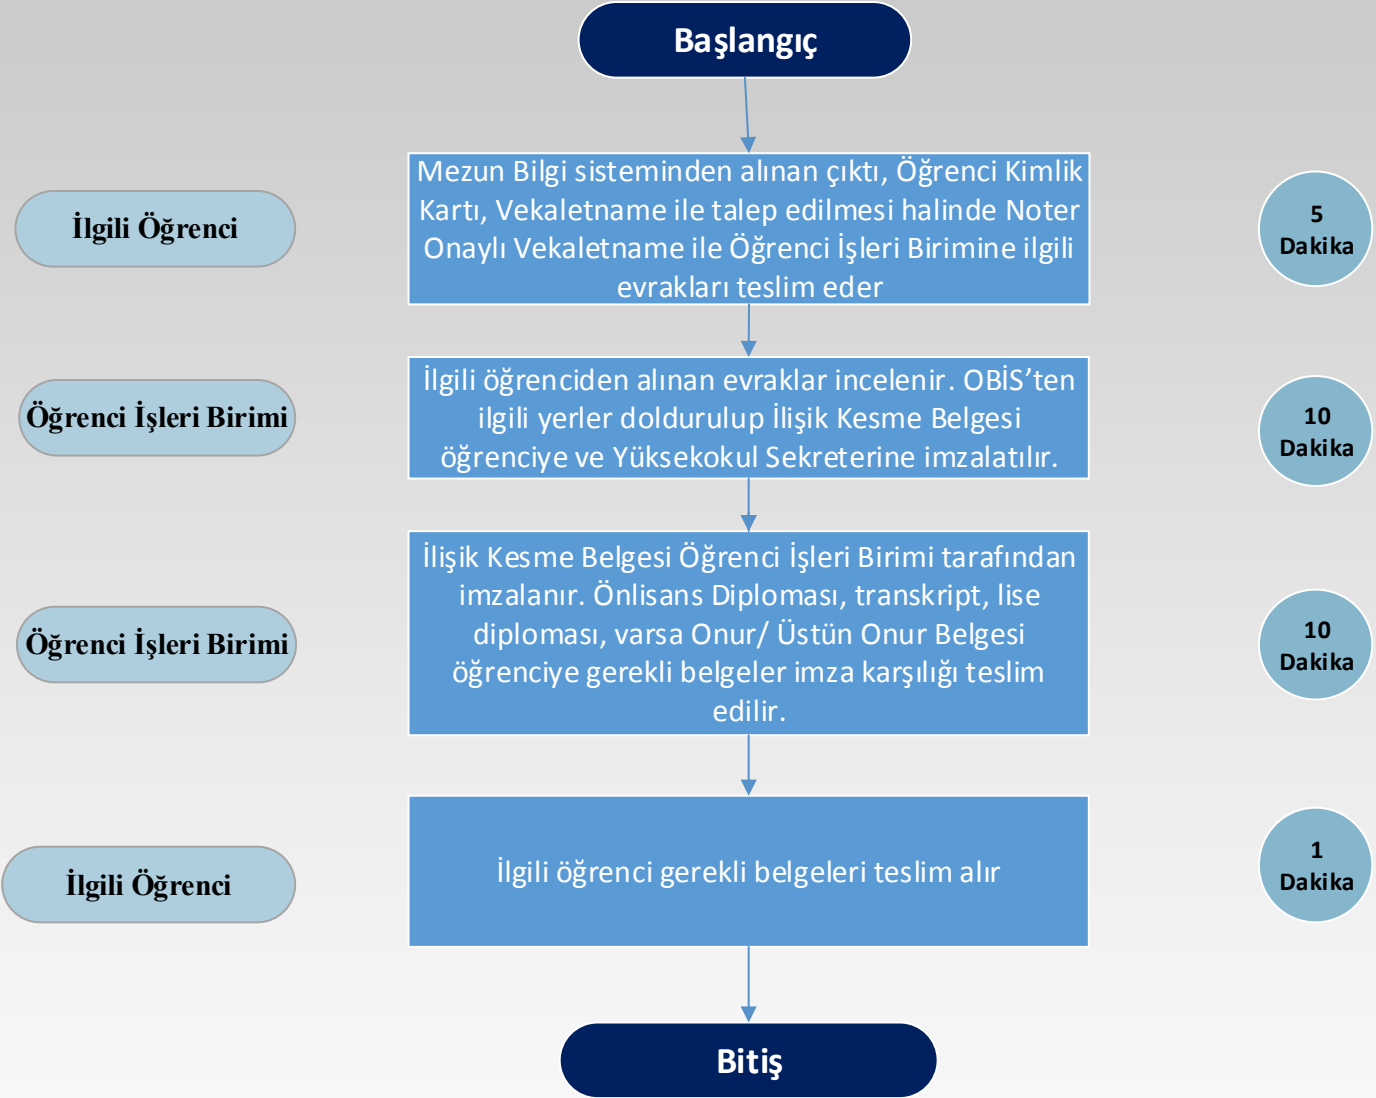 Başlangıç
İlgili Öğrenci
Mezun Bilgi sisteminden alınan çıktı, Öğrenci Kimlik
Kartı, Vekaletname ile talep edilmesi halinde Noter
Onaylı Vekaletname ile Öğrenci İşleri Birimine ilgili
evrakları teslim eder
5
Dakika
Öğrenci İşleri Birimi
İlgili öğrenciden alınan evraklar incelenir. OBİS’ten
ilgili yerler doldurulup İlişik Kesme Belgesi
öğrenciye ve Yüksekokul Sekreterine imzalatılır.
10
Dakika
Öğrenci İşleri Birimi
İlişik Kesme Belgesi Öğrenci İşleri Birimi tarafından
imzalanır. Önlisans Diploması, transkript, lise
diploması, varsa Onur/ Üstün Onur Belgesi
öğrenciye gerekli belgeler imza karşılığı teslim
edilir.
10
Dakika
İlgili Öğrenci
İlgili öğrenci gerekli belgeleri teslim alır
1
Dakika
Bitiş